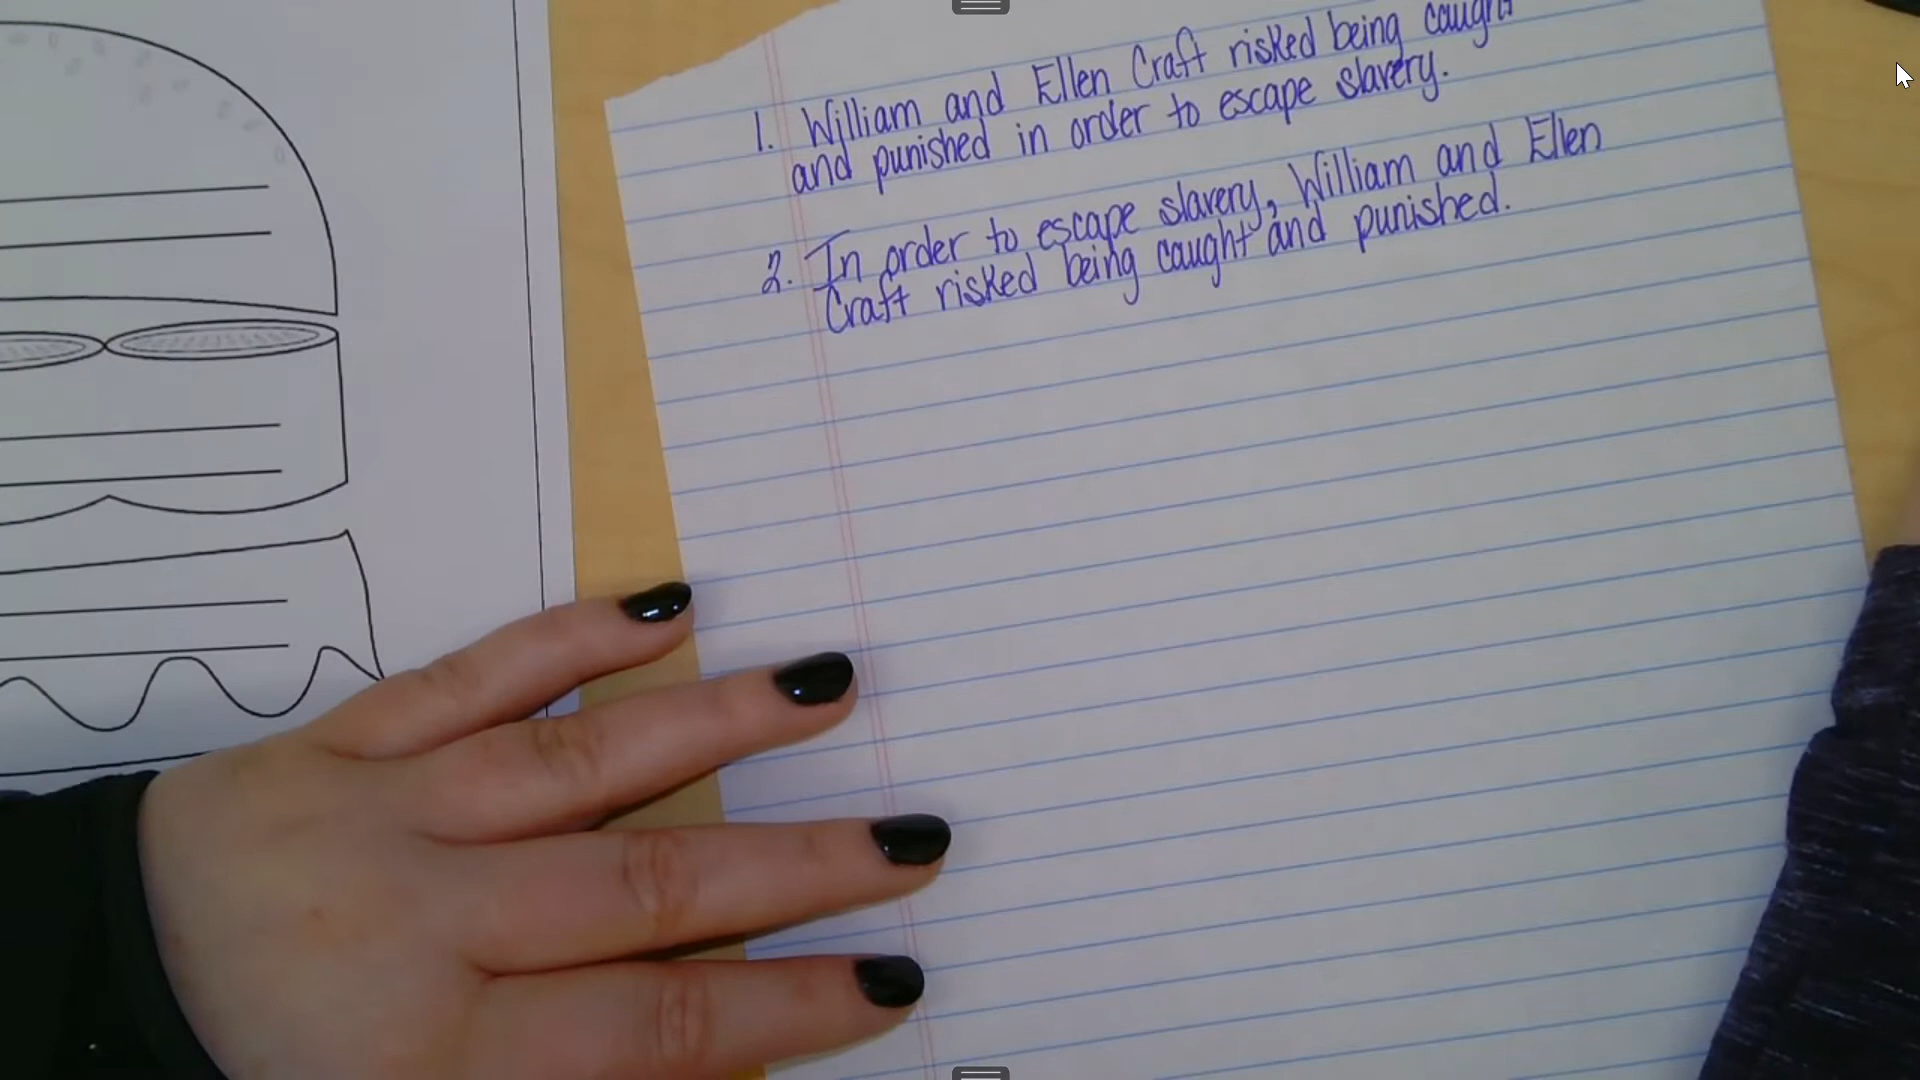 1. William and Ellen Craft risked being caught
and punished in order to escape slavery.
2. In order to escape slavery, William and Ellen
Craft risked being caught and punished.